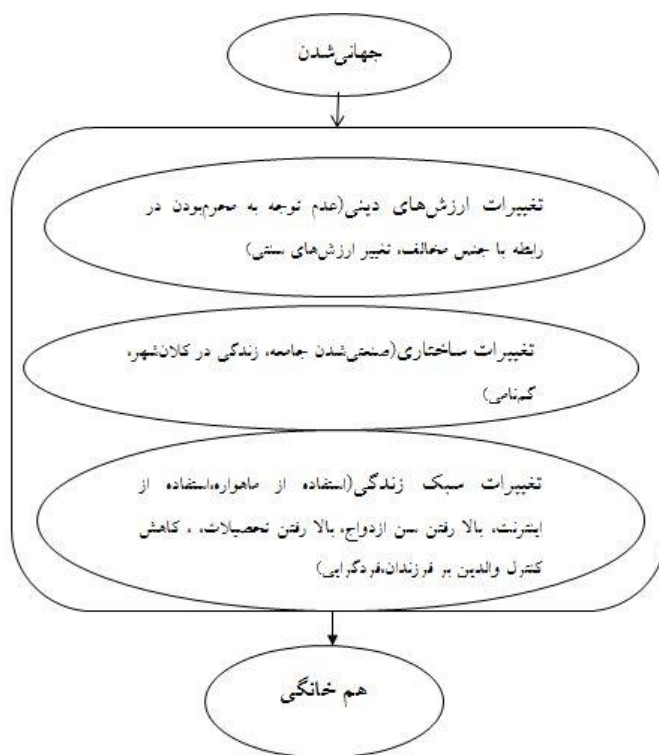 جهانی‌شدن
تغییرات ارزش‌های دینی(عدم توجه به محرم‌بودن در
رابطه با جنس مخالف، تغییر ارزش‌های سنتی)
تغییرات ساختاری(صنعتی‌شدن جامعه، زندگی در کلان‌شهر،
گم‌نامی)
تغییرات سبک زندگی(استفاده از ماهواره،استفاده از
اینترنت، بالا رفتن سن ازدواج، بالا رفتن تحصیلات، ، کاهش
کنترل والدین بر فرزندان،فردگرایی)
هم خانگی